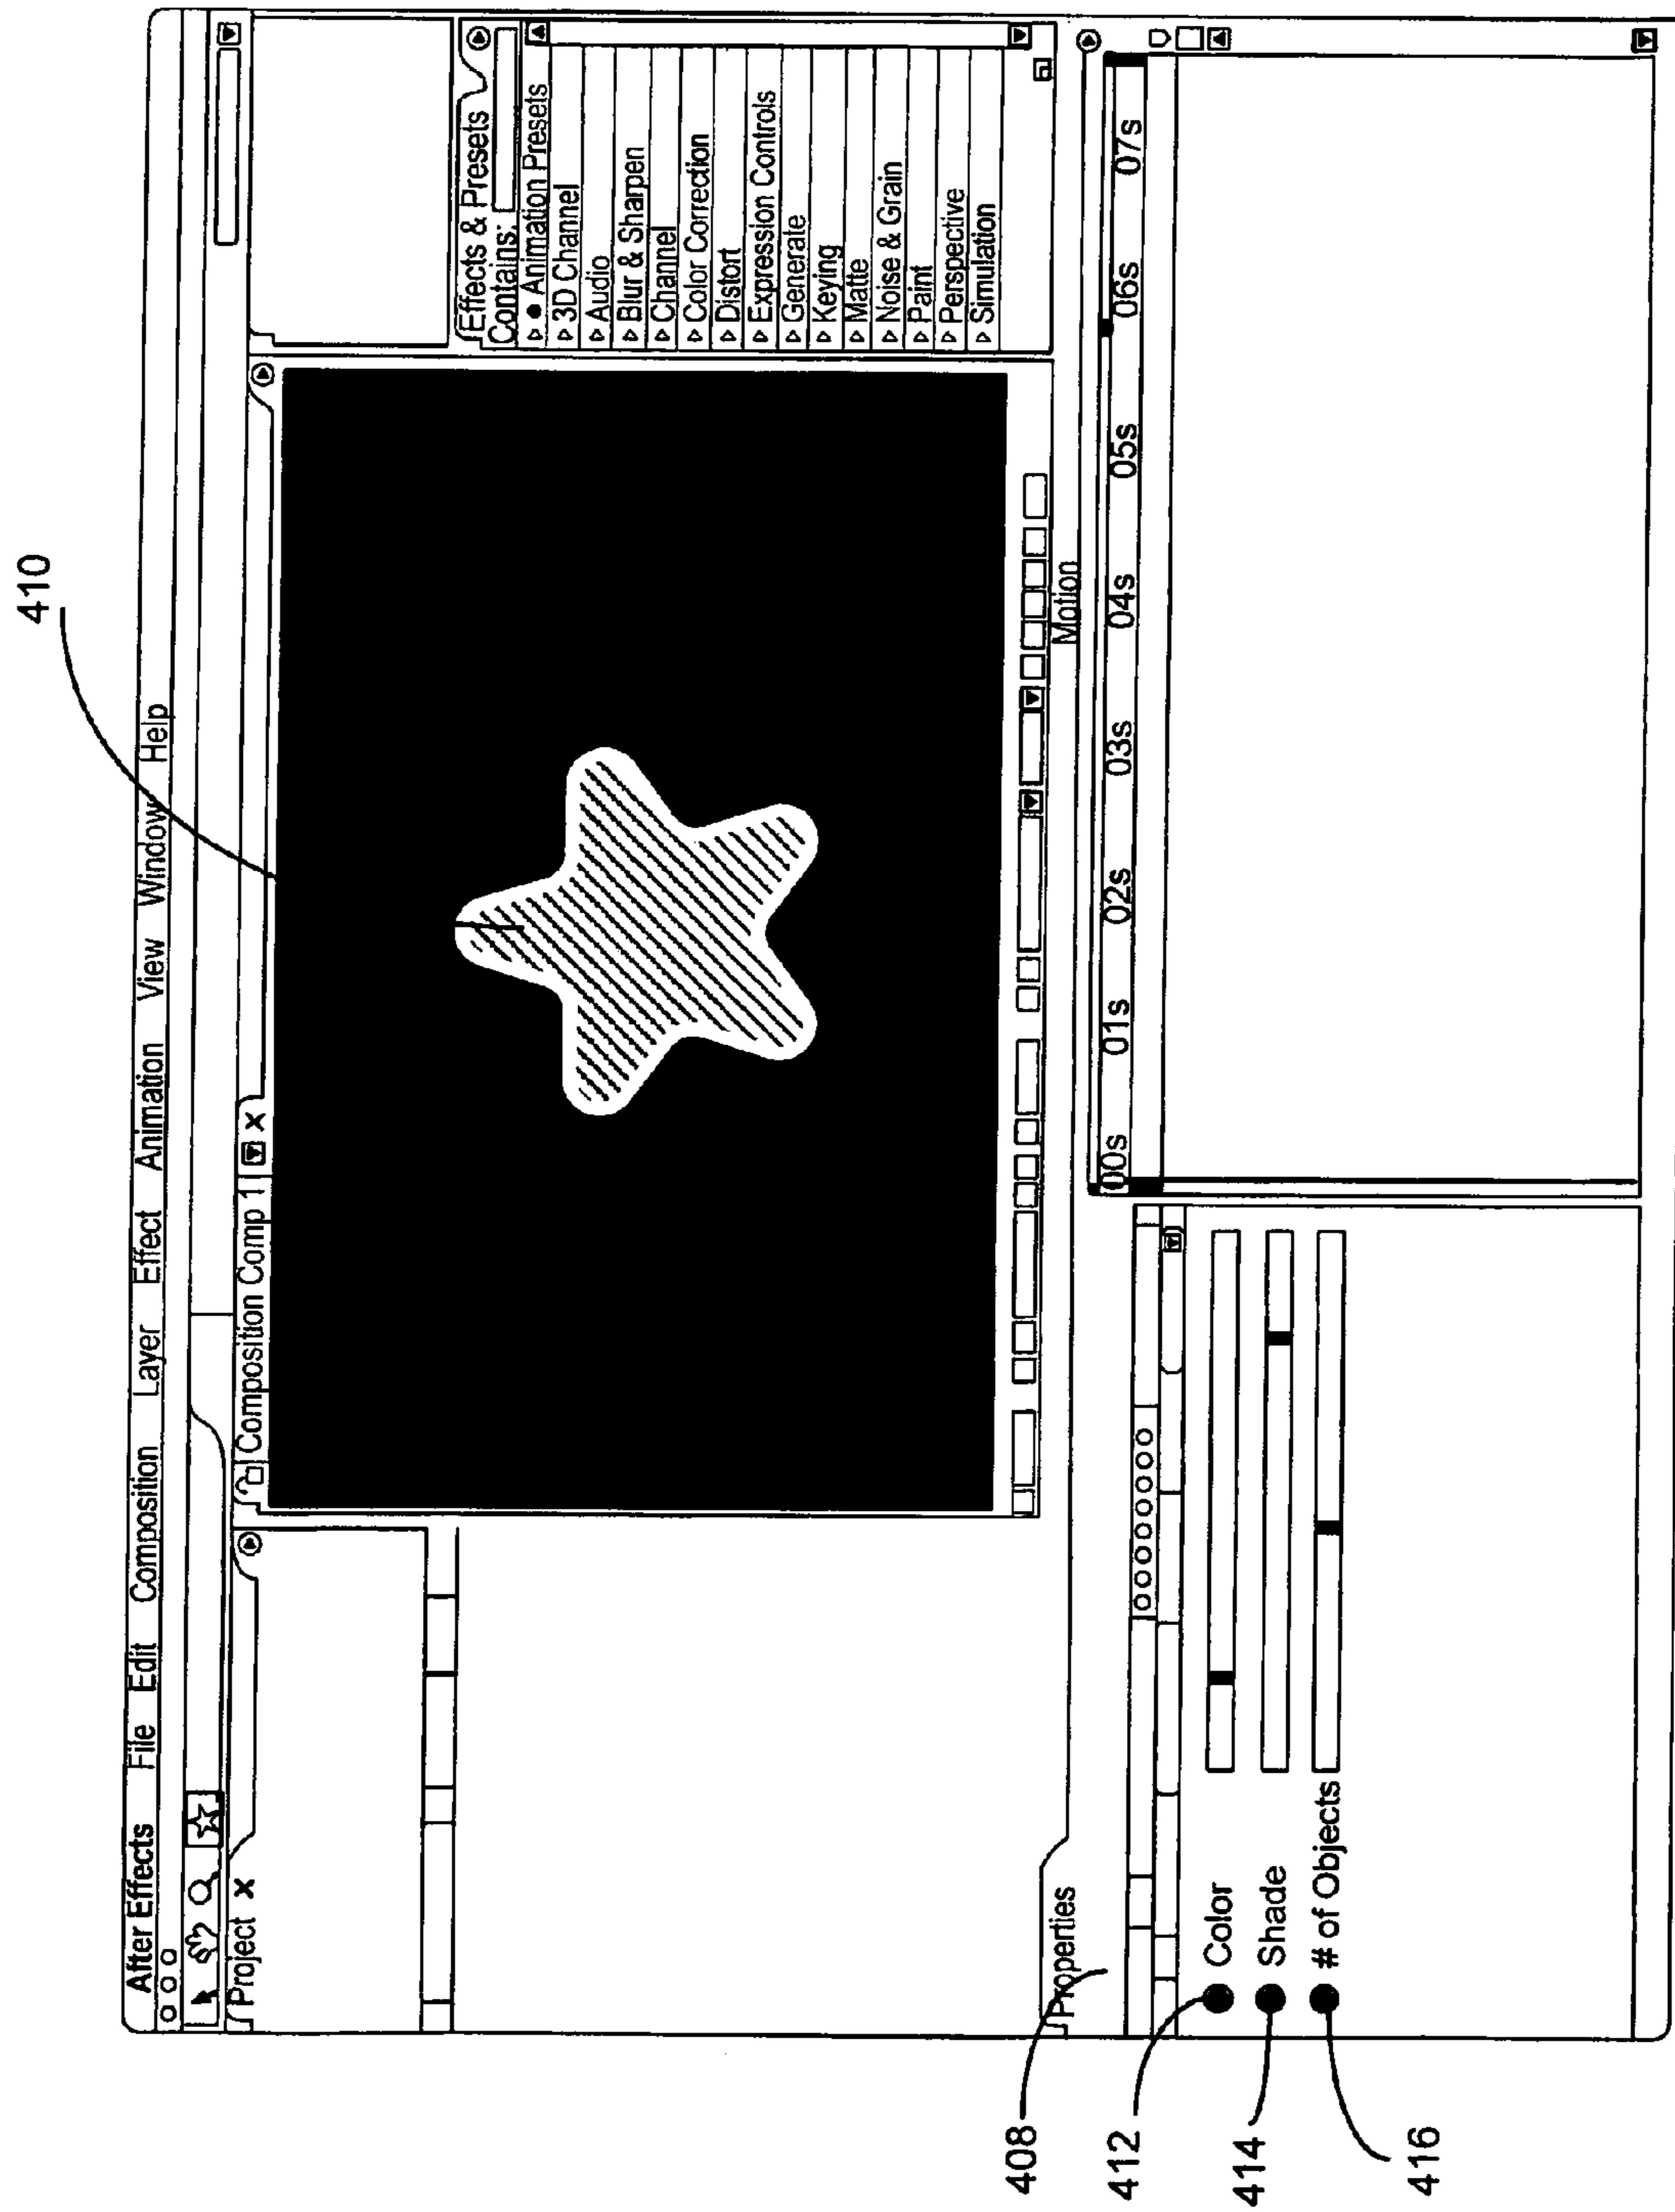 410
After Effects File Edit Composition Layer Effect Animation View Window Help
Project x
Composition Comp 1 x
Effects & Presets
Contains:
Animation Presets
3D Channel
Audio
Blur & Sharpen
Channel
Color Correction
Distort
Expression Controls
Generate
Keying
Matte
Noise & Grain
Paint
Perspective
Simulation
Motion
Properties
00s 01s 02s 03s 04s 05s 06s 07s
408
412
Color
414
Shade
416
# of Objects